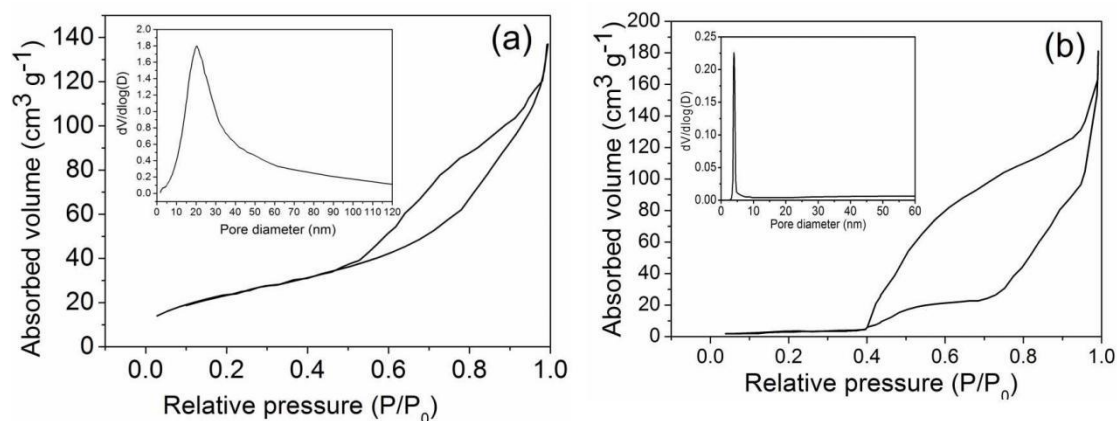 (a)
Absorbed volume (cm³ g⁻¹)
140
120
100
80
60
40
20
0
0.0 0.2 0.4 0.6 0.8 1.0
Relative pressure (P/P₀)
dV/dlog(D)
2.0
1.8
1.6
1.4
1.2
1.0
0.8
0.6
0.4
0.2
0.0
0 10 20 30 40 50 60 70 80 90 100 110 120
Pore diameter (nm)
(b)
Absorbed volume (cm³ g⁻¹)
200
180
160
140
120
100
80
60
40
20
0
0.0 0.2 0.4 0.6 0.8 1.0
Relative pressure (P/P₀)
dV/dlog(D)
0.25
0.20
0.15
0.10
0.05
0.00
0 10 20 30 40 50 60
Pore diameter (nm)